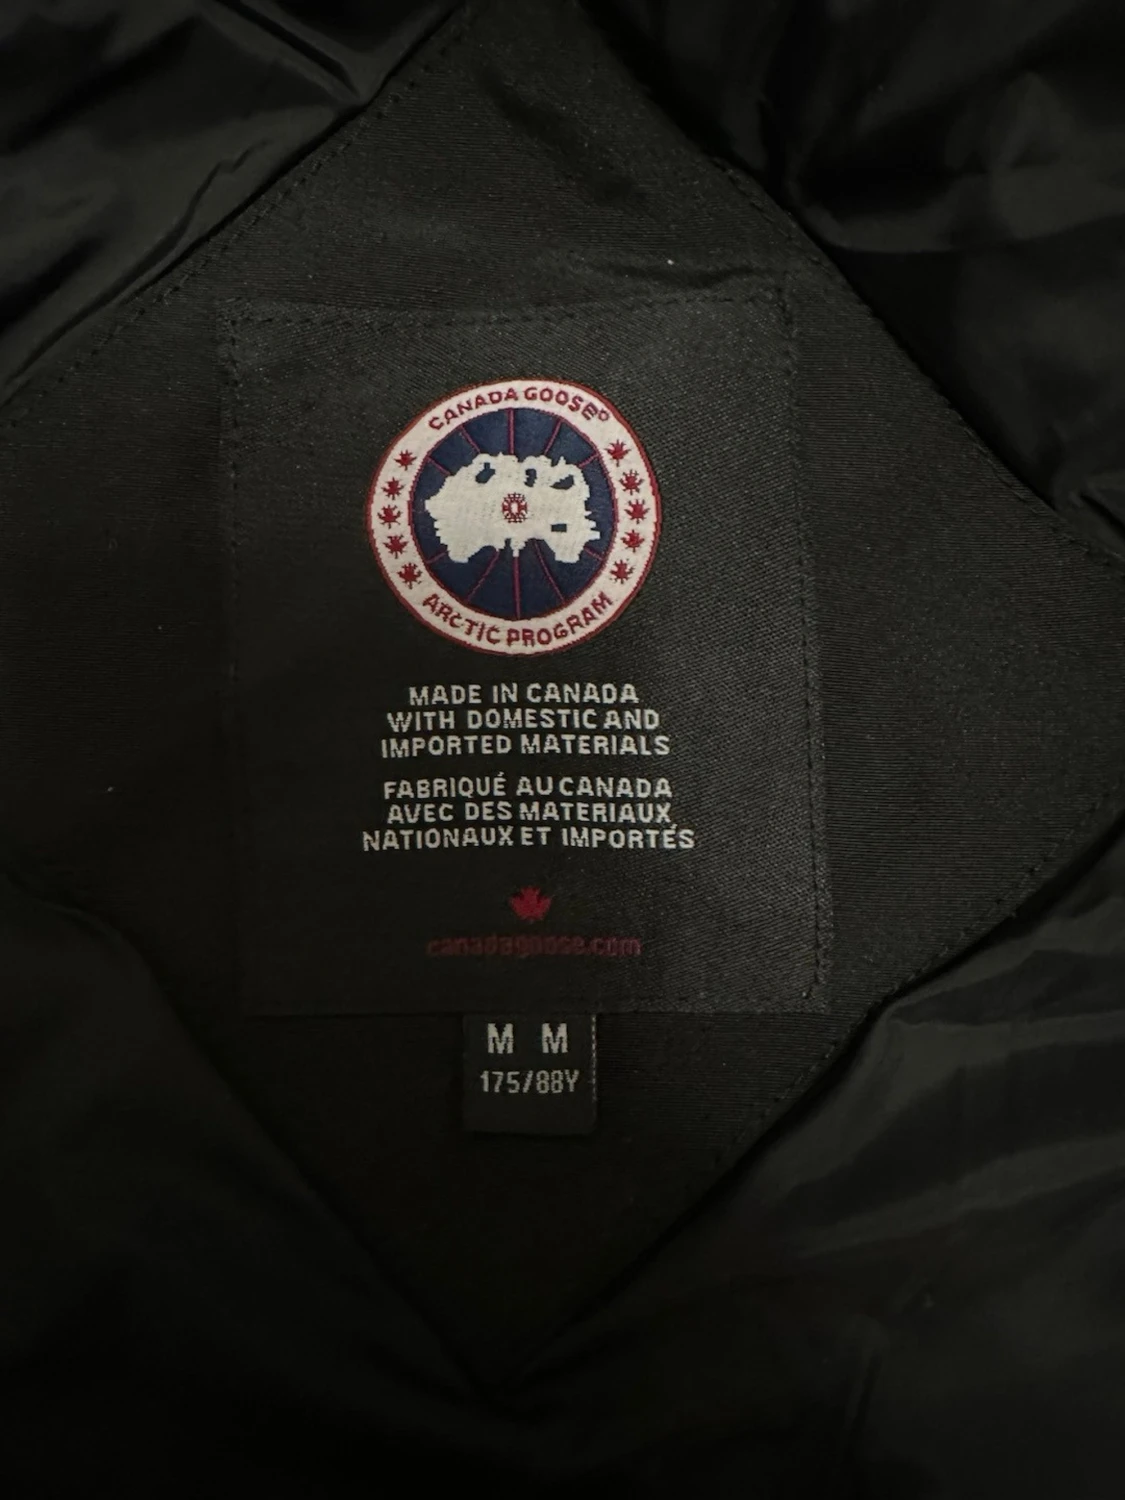 CANADA GOOSE®
ARCTIC PROGRAM
MADE IN CANADA
WITH DOMESTIC AND
IMPORTED MATERIALS
FABRIQUÉ AU CANADA
AVEC DES MATERIAUX
NATIONAUX ET IMPORTÉS
canadagoose.com
M M
175/88Y